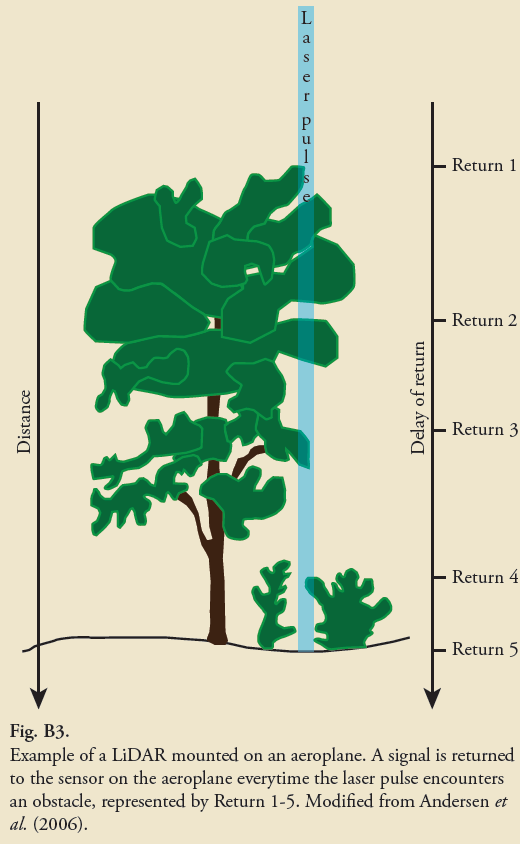 Laser pulse
Return 1
Return 2
Distance
Delay of return
Return 3
Return 4
Return 5
Fig. B3.
Example of a LiDAR mounted on an aeroplane. A signal is returned
to the sensor on the aeroplane everytime the laser pulse encounters
an obstacle, represented by Return 1-5. Modified from Andersen et
al. (2006).